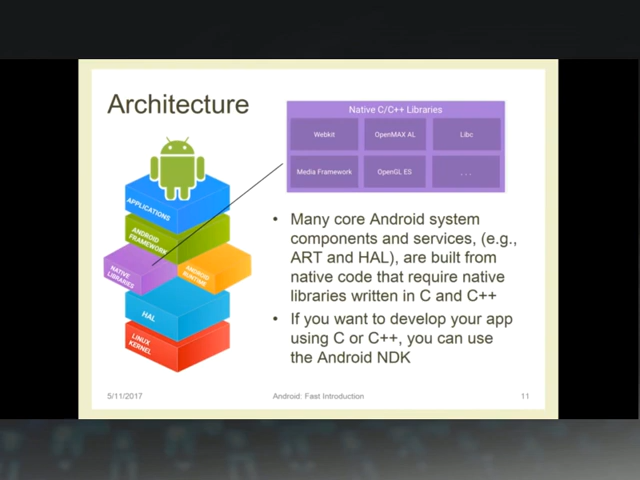 Architecture
Native C/C++ Libraries
Webkit
OpenMAX AL
Libc
Media Framework
OpenGL ES
. . .
APPLICATIONS
ANDROID
FRAMEWORK
NATIVE
LIBRARIES
ANDROID
RUNTIME
HAL
LINUX
KERNEL
• Many core Android system
components and services, (e.g.,
ART and HAL), are built from
native code that require native
libraries written in C and C++
• If you want to develop your app
using C or C++, you can use
the Android NDK
5/11/2017
Android: Fast Introduction
11